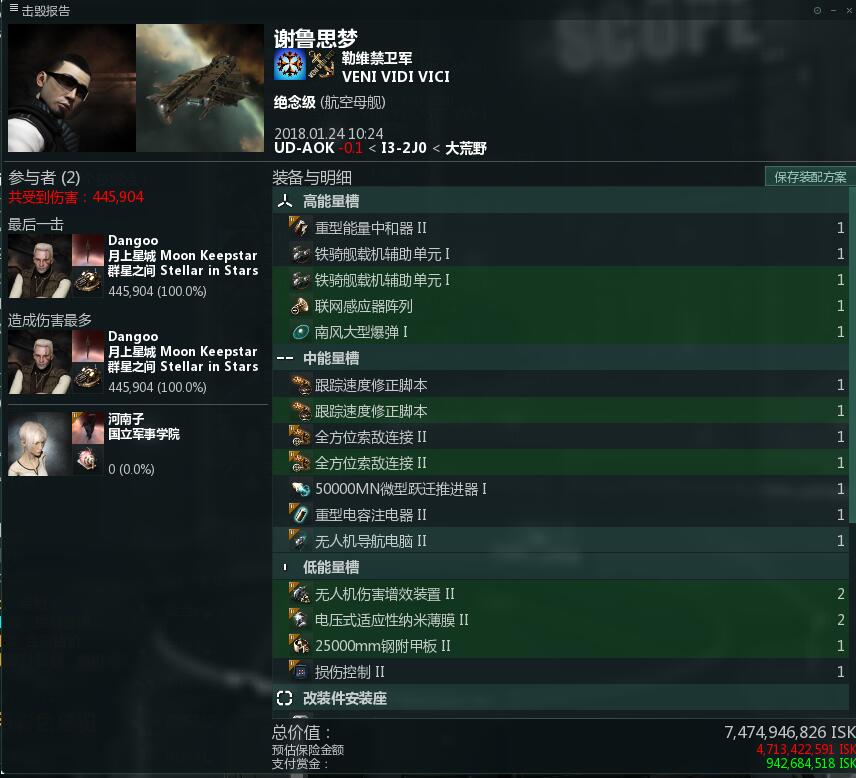 击毁报告
谢鲁思梦
勒维禁卫军
VENI VIDI VICI
绝念级 (航空母舰)
2018.01.24 10:24
UD-AOK -0.1 < I3-2J0 < 大荒野
参与者 (2)
共受到伤害：445,904
最后一击
Dangoo
月上星城 Moon Keepstar
群星之间 Stellar in Stars
445,904 (100.0%)
造成伤害最多
Dangoo
月上星城 Moon Keepstar
群星之间 Stellar in Stars
445,904 (100.0%)
河南子
国立军事学院
0 (0.0%)
装备与明细
保存装配方案
高能量槽
重型能量中和器 II 1
铁骑舰载机辅助单元 I 1
铁骑舰载机辅助单元 I 1
联网感应器阵列 1
南风大型爆弹 I 1
中能量槽
跟踪速度修正脚本 1
跟踪速度修正脚本 1
全方位索敌连接 II 1
全方位索敌连接 II 1
50000MN微型跃迁推进器 I 1
重型电容注电器 II 1
无人机导航电脑 II 1
低能量槽
无人机伤害增效装置 II 2
电压式适应性纳米薄膜 II 2
25000mm钢附甲板 II 1
损伤控制 II 1
改装件安装座
总价值： 7,474,946,826 ISK
预估保险金额 4,713,422,591 ISK
支付赏金： 942,684,518 ISK